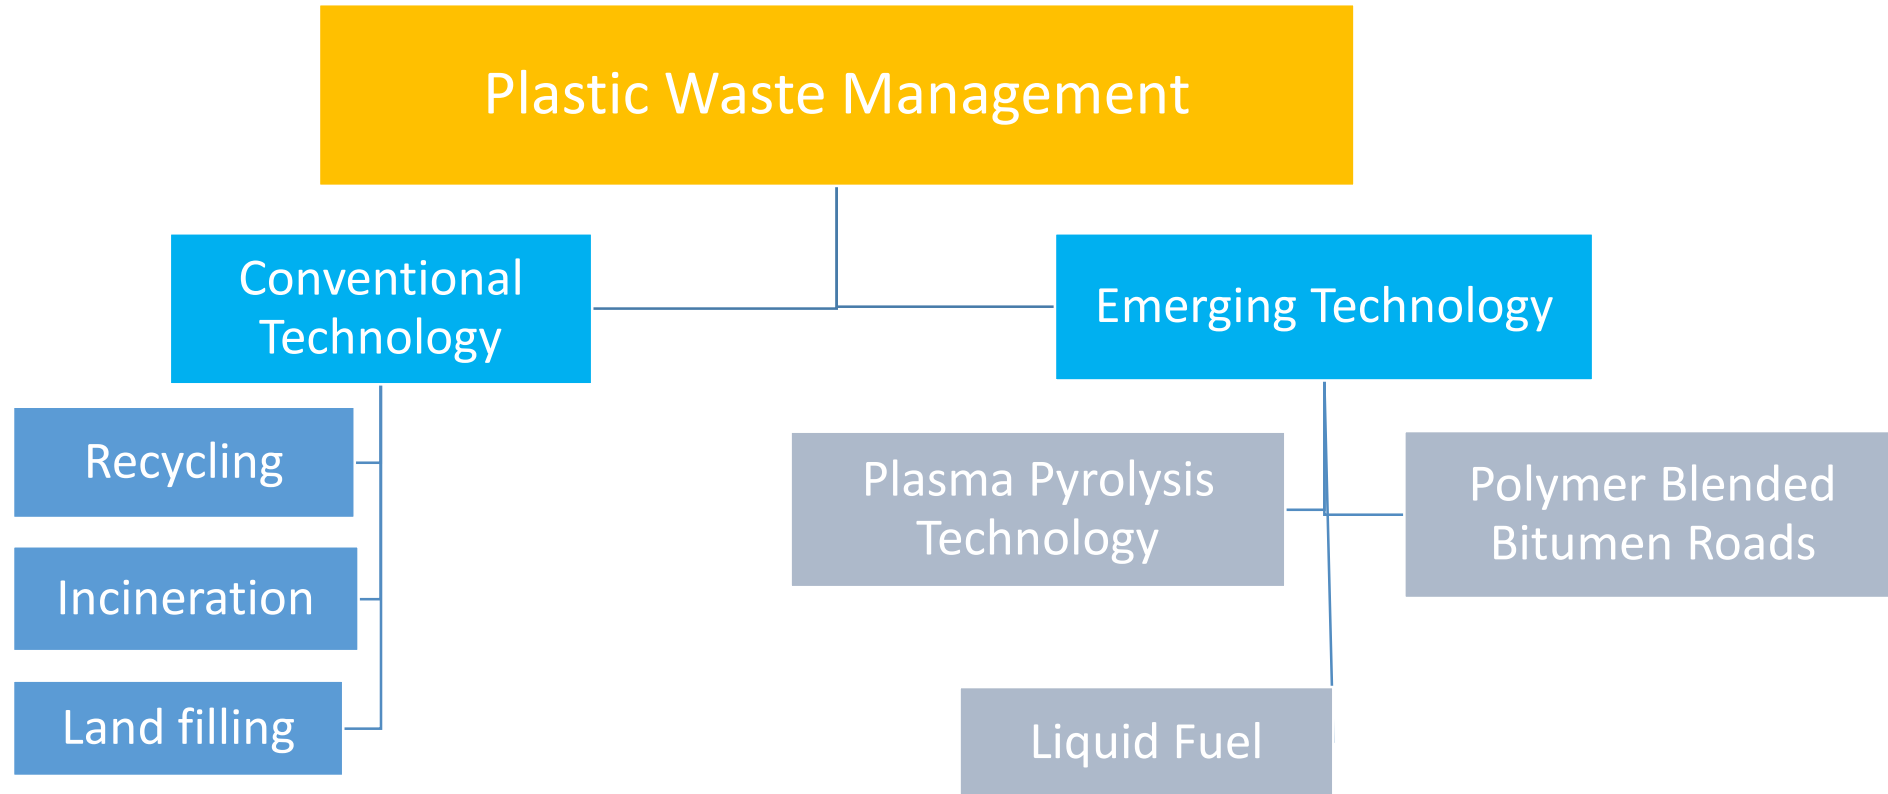 Plastic Waste Management
Conventional
Technology
Emerging Technology
Recycling
Incineration
Land filling
Plasma Pyrolysis
Technology
Polymer Blended
Bitumen Roads
Liquid Fuel